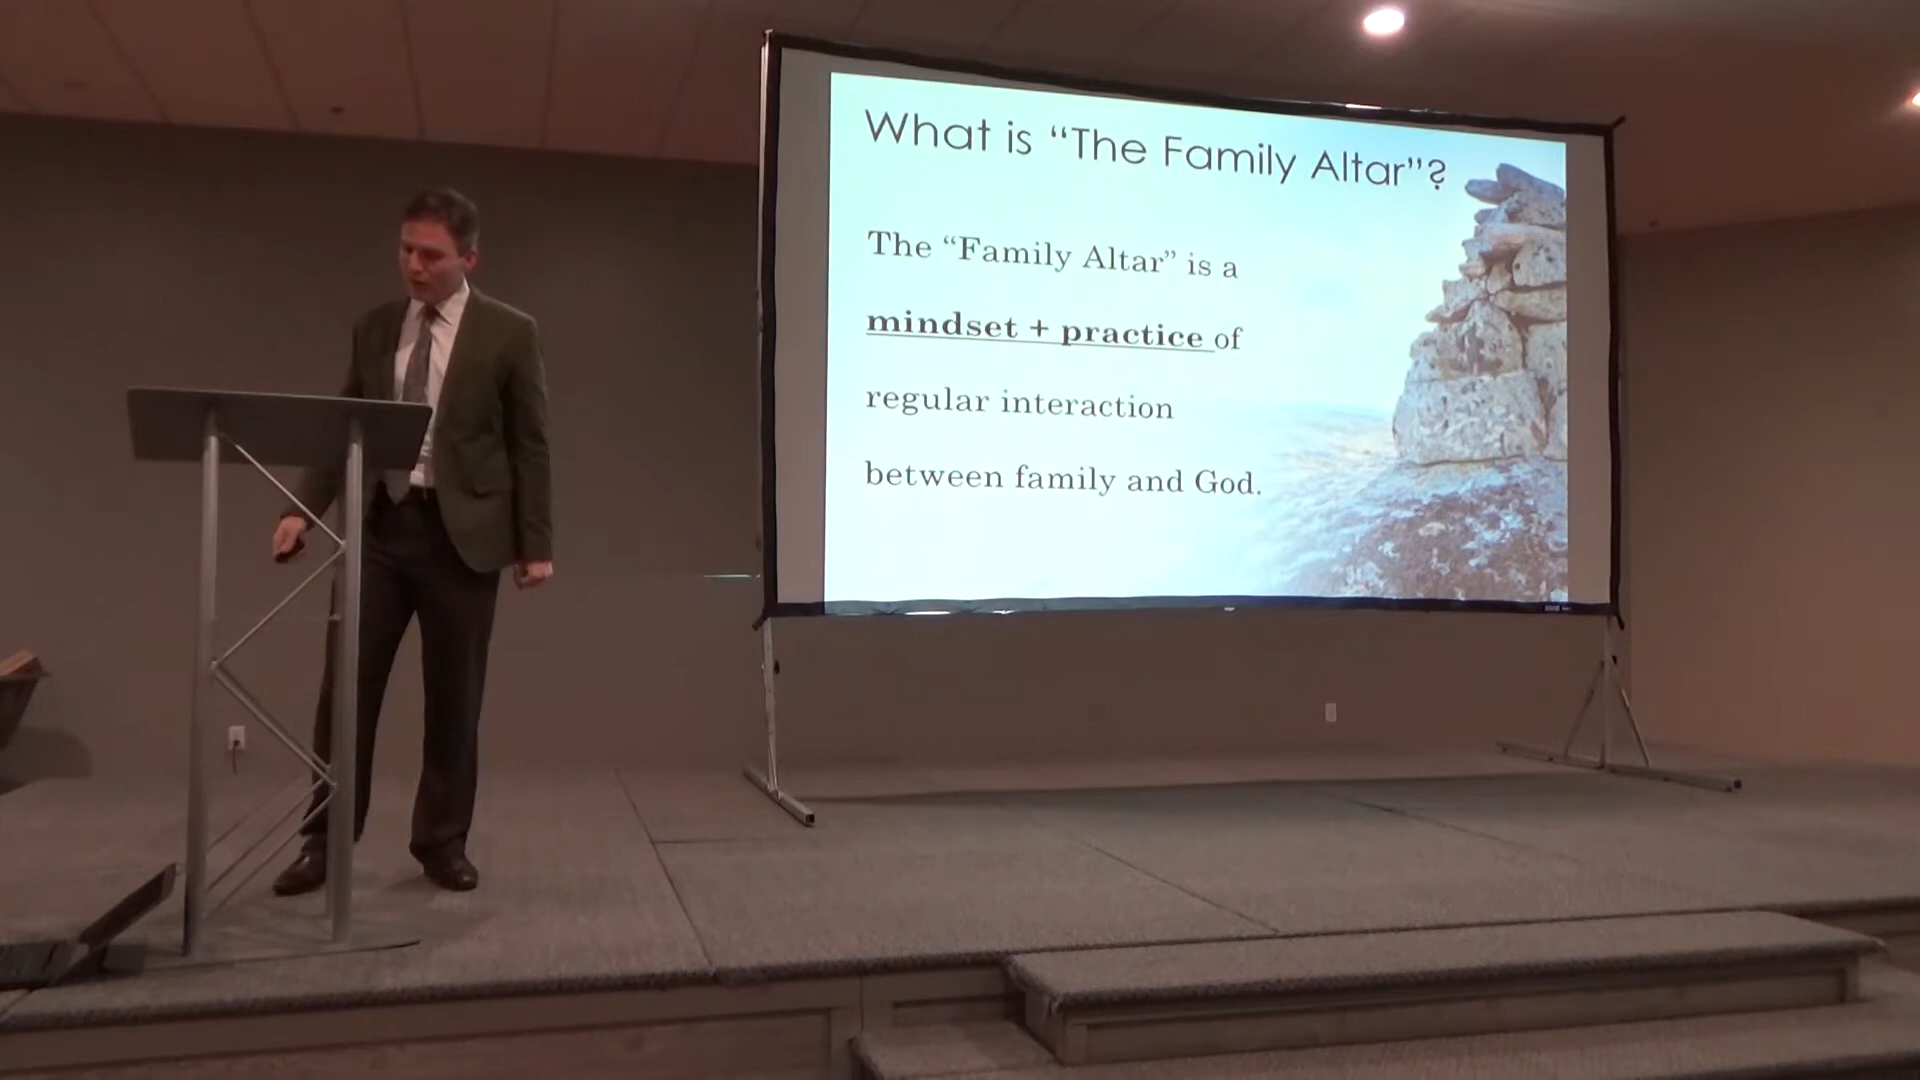 What is “The Family Altar”?
The “Family Altar” is a
mindset + practice of
regular interaction
between family and God.